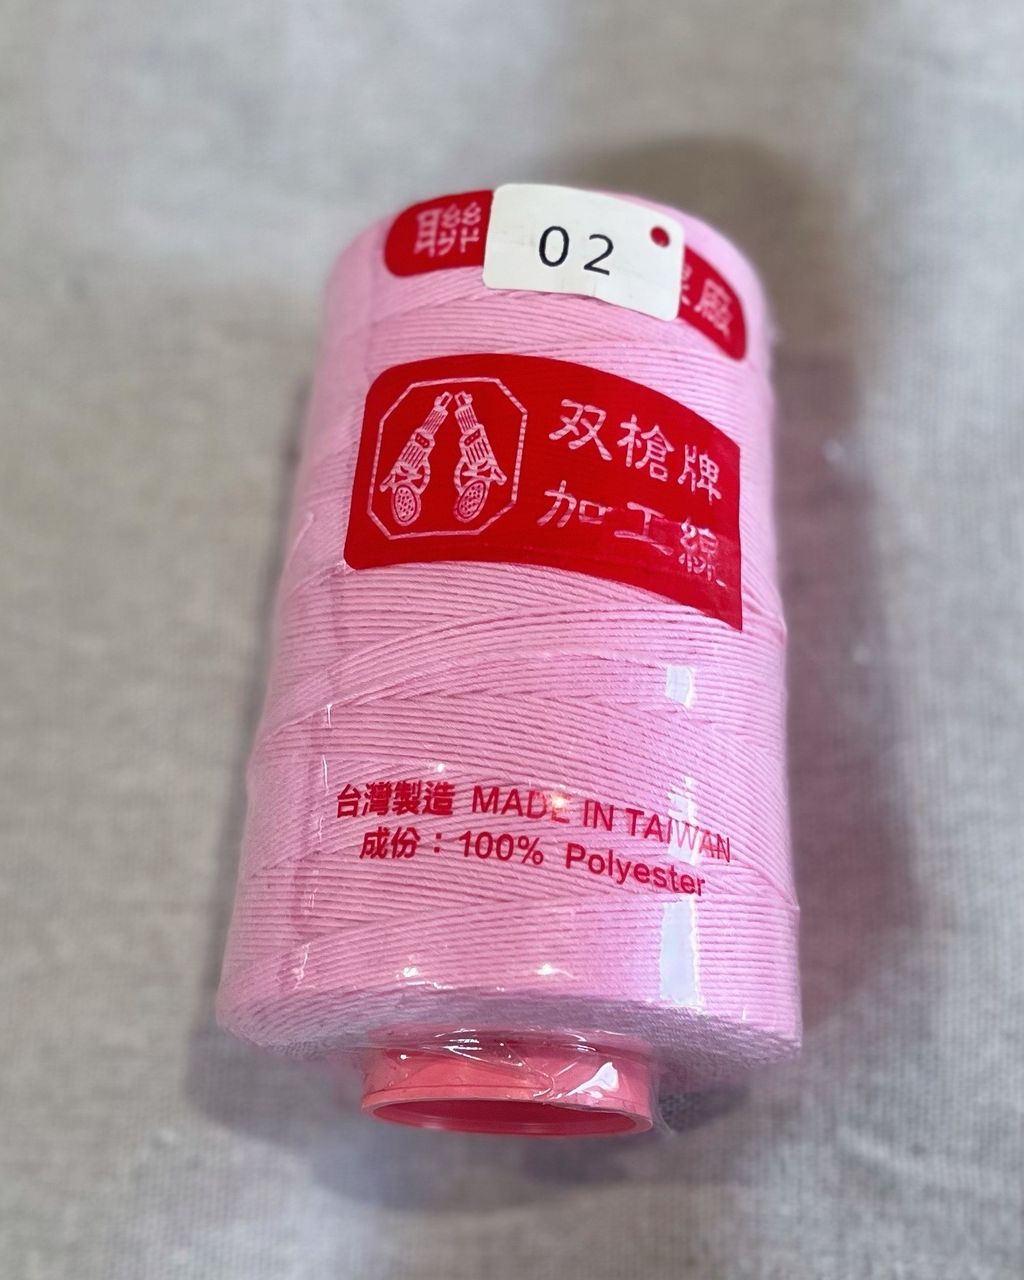 聯
02
廠
双槍牌
加工線
台灣製造 MADE IN TAIWAN
成份：100% Polyester